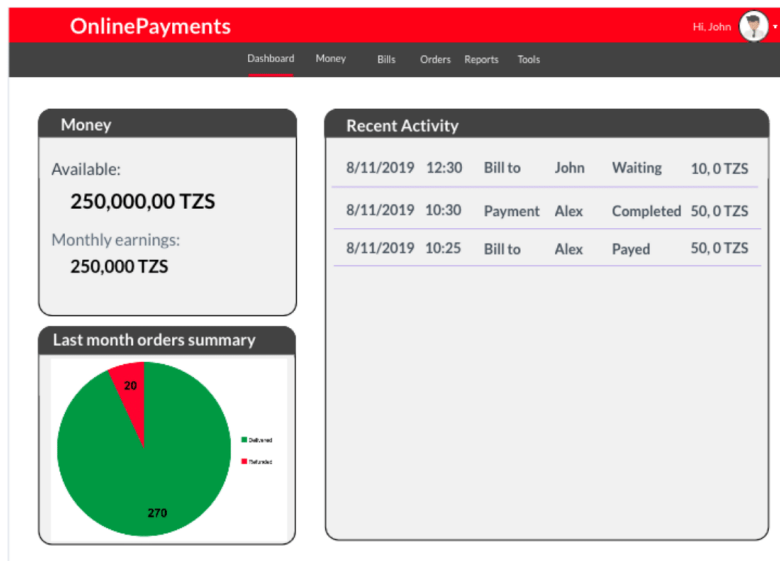 OnlinePayments
Hi, John
Dashboard Money Bills Orders Reports Tools
Money
Available:
250,000,00 TZS
Monthly earnings:
250,000 TZS
Last month orders summary
20
270
Delivered
Refunded
Recent Activity
8/11/2019 12:30 Bill to John Waiting 10, 0 TZS
8/11/2019 10:30 Payment Alex Completed 50, 0 TZS
8/11/2019 10:25 Bill to Alex Payed 50, 0 TZS